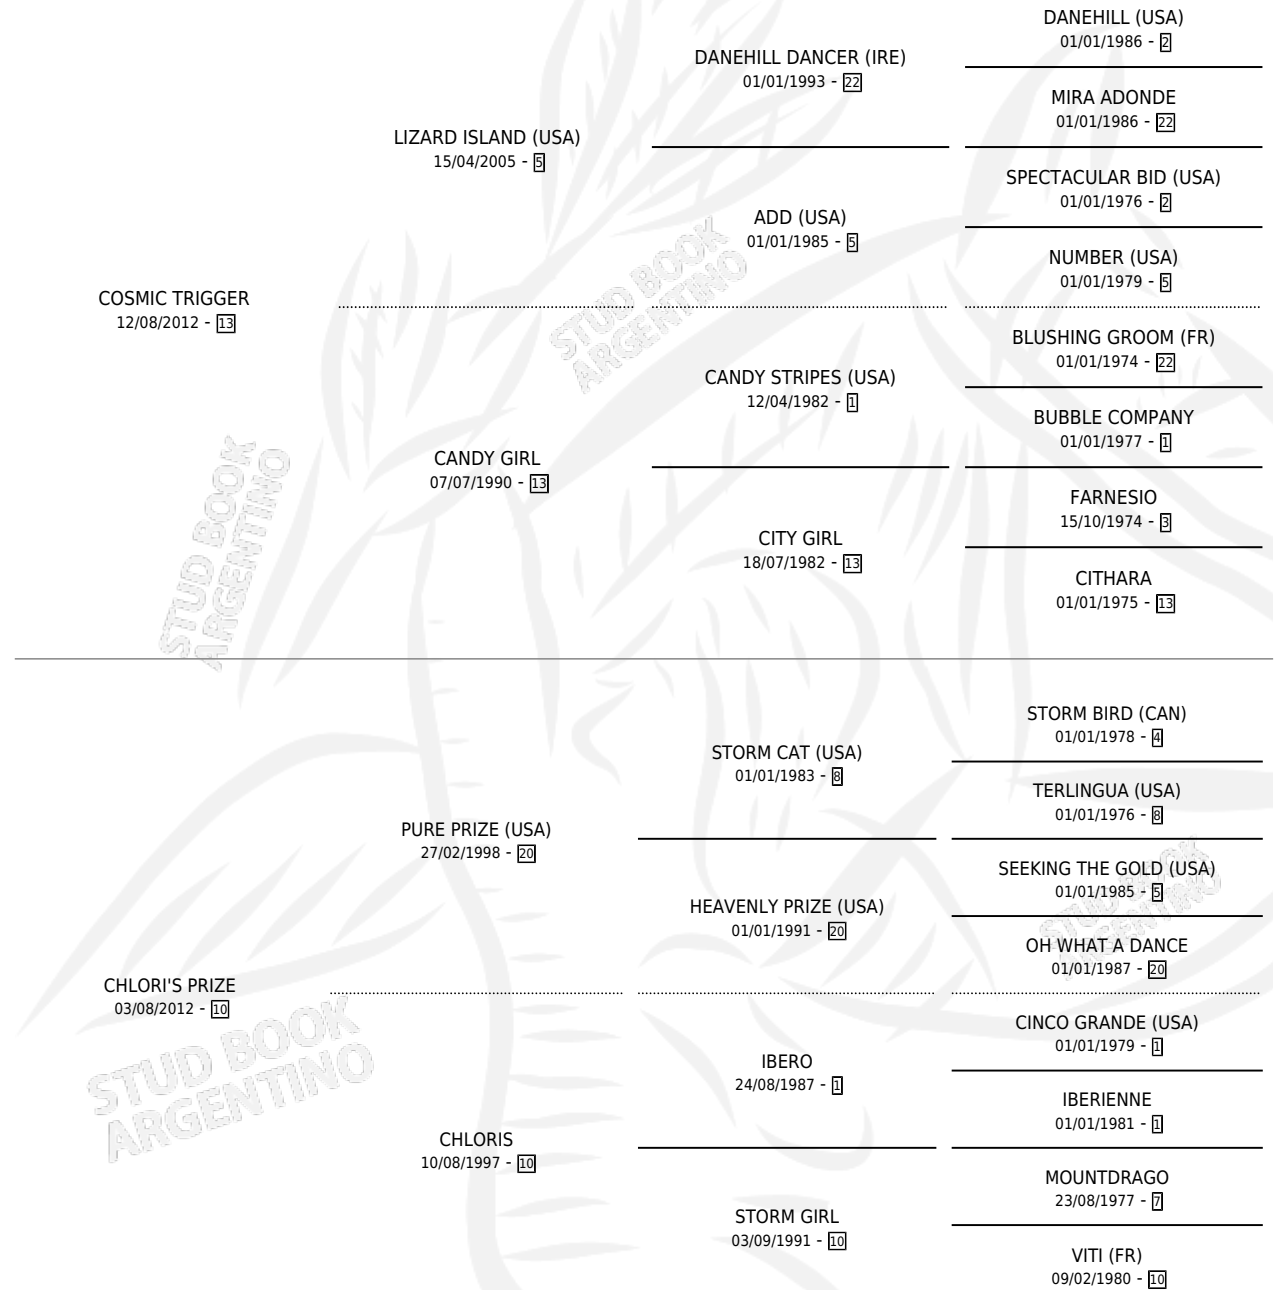 DANEHILL (USA)
01/01/1986 - 2
DANEHILL DANCER (IRE)
01/01/1993 - 22
MIRA ADONDE
01/01/1986 - 22
LIZARD ISLAND (USA)
15/04/2005 - 5
SPECTACULAR BID (USA)
01/01/1976 - 2
ADD (USA)
01/01/1985 - 5
NUMBER (USA)
01/01/1979 - 5
COSMIC TRIGGER
12/08/2012 - 13
BLUSHING GROOM (FR)
01/01/1974 - 22
CANDY STRIPES (USA)
12/04/1982 - 1
BUBBLE COMPANY
01/01/1977 - 1
CANDY GIRL
07/07/1990 - 13
FARNESIO
15/10/1974 - 3
CITY GIRL
18/07/1982 - 13
CITHARA
01/01/1975 - 13
STORM BIRD (CAN)
01/01/1978 - 4
STORM CAT (USA)
01/01/1983 - 8
TERLINGUA (USA)
01/01/1976 - 8
PURE PRIZE (USA)
27/02/1998 - 20
SEEKING THE GOLD (USA)
01/01/1985 - 5
HEAVENLY PRIZE (USA)
01/01/1991 - 20
OH WHAT A DANCE
01/01/1987 - 20
CHLORI'S PRIZE
03/08/2012 - 10
CINCO GRANDE (USA)
01/01/1979 - 1
IBERO
24/08/1987 - 1
IBERIENNE
01/01/1981 - 1
CHLORIS
10/08/1997 - 10
MOUNTDRAGO
23/08/1977 - 7
STORM GIRL
03/09/1991 - 10
VITI (FR)
09/02/1980 - 10
STUD BOOK
ARGENTINO
STUD BOOK
ARGENTINO
STUD BOOK
ARGENTINO
STUD BOOK
ARGENTINO